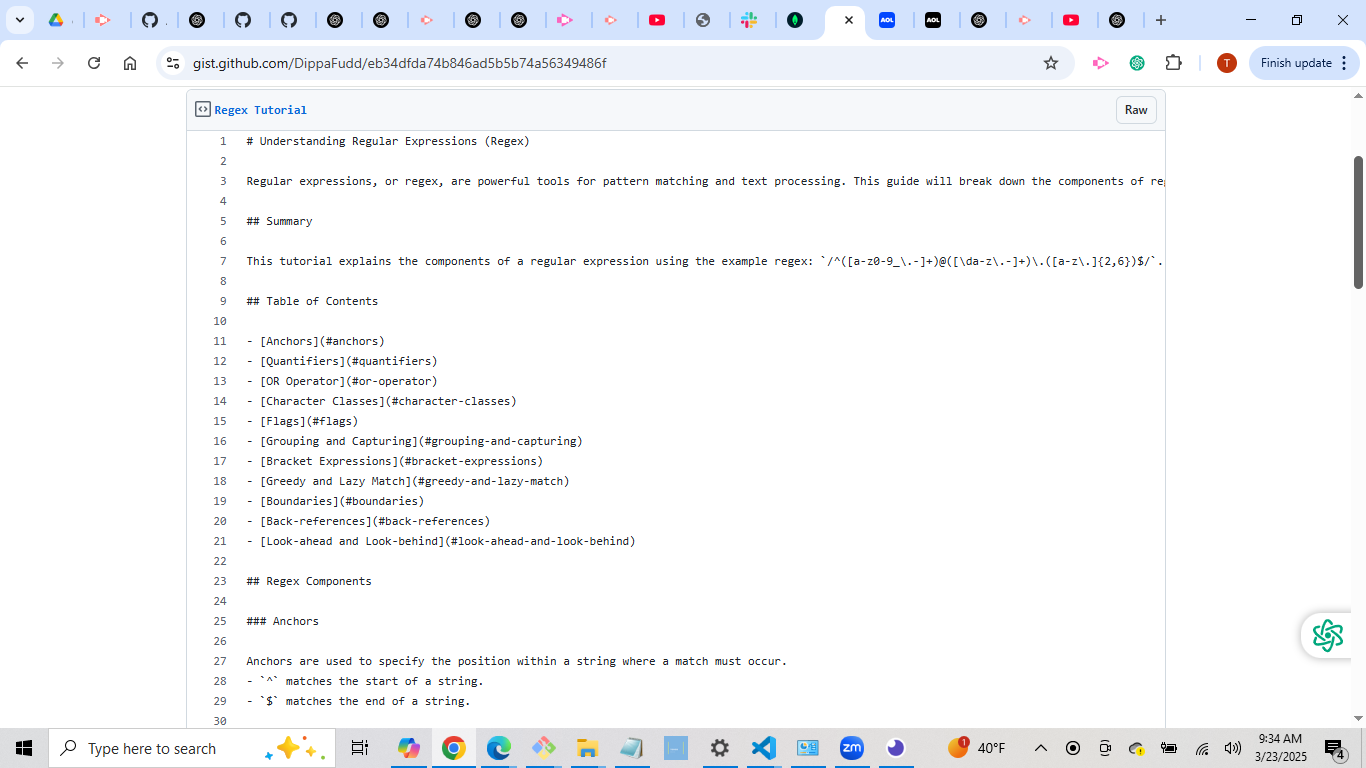 gist.github.com/DippaFudd/eb34dfda74b846ad5b5b74a56349486f
T
Finish update
Regex Tutorial
Raw
1 # Understanding Regular Expressions (Regex)
2
3 Regular expressions, or regex, are powerful tools for pattern matching and text processing. This guide will break down the components of
4
5 ## Summary
6
7 This tutorial explains the components of a regular expression using the example regex: `/^([a-z0-9_\.-]+)@([\da-z\.-]+)\.([a-z\.]{2,6})$/`.
8
9 ## Table of Contents
10
11 - [Anchors](#anchors)
12 - [Quantifiers](#quantifiers)
13 - [OR Operator](#or-operator)
14 - [Character Classes](#character-classes)
15 - [Flags](#flags)
16 - [Grouping and Capturing](#grouping-and-capturing)
17 - [Bracket Expressions](#bracket-expressions)
18 - [Greedy and Lazy Match](#greedy-and-lazy-match)
19 - [Boundaries](#boundaries)
20 - [Back-references](#back-references)
21 - [Look-ahead and Look-behind](#look-ahead-and-look-behind)
22
23 ## Regex Components
24
25 ### Anchors
26
27 Anchors are used to specify the position within a string where a match must occur.
28 - `^` matches the start of a string.
29 - `$` matches the end of a string.
30
Type here to search
zm
1
40°F
9:34 AM
3/23/2025
4